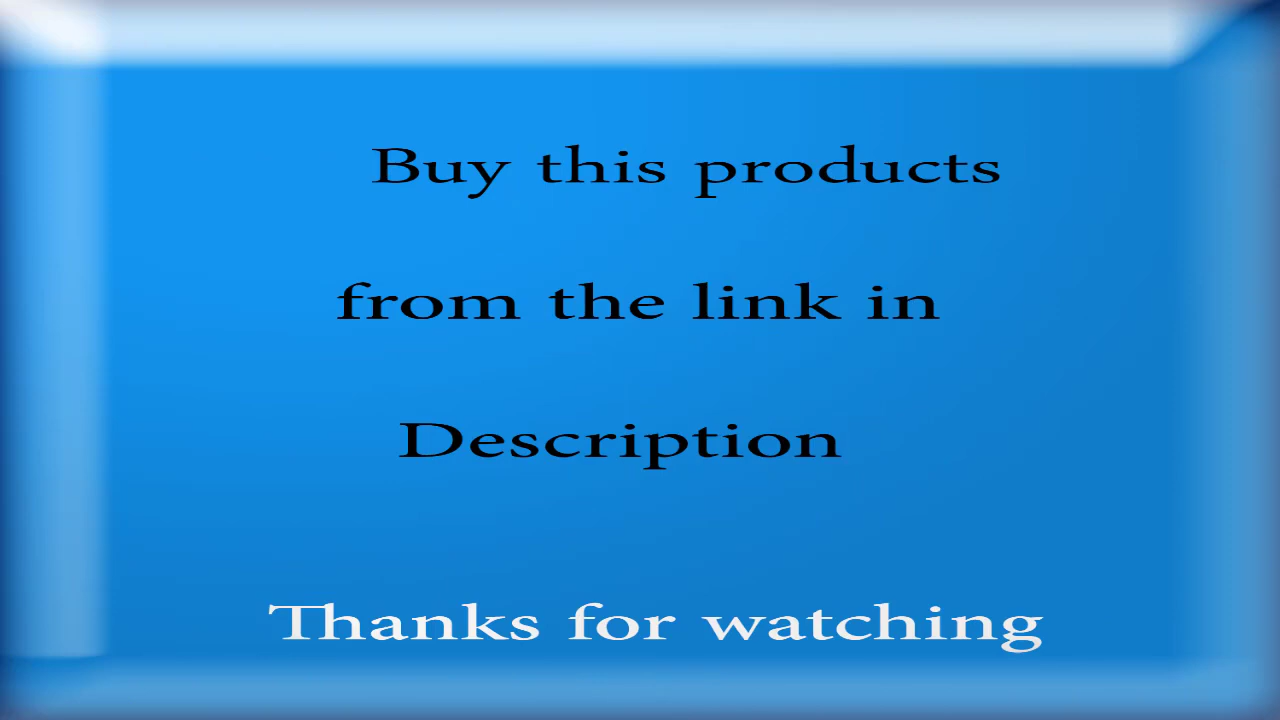 Buy this products
from the link in
Description
Thanks for watching